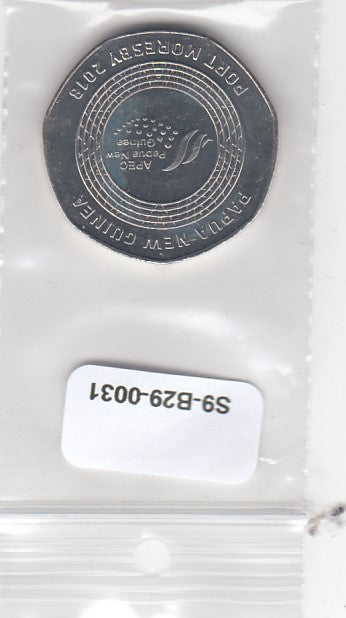 PORT MORESBY 2018
APEC
Papua New
Guinea
PAPUA NEW GUINEA
S9-B29-0031